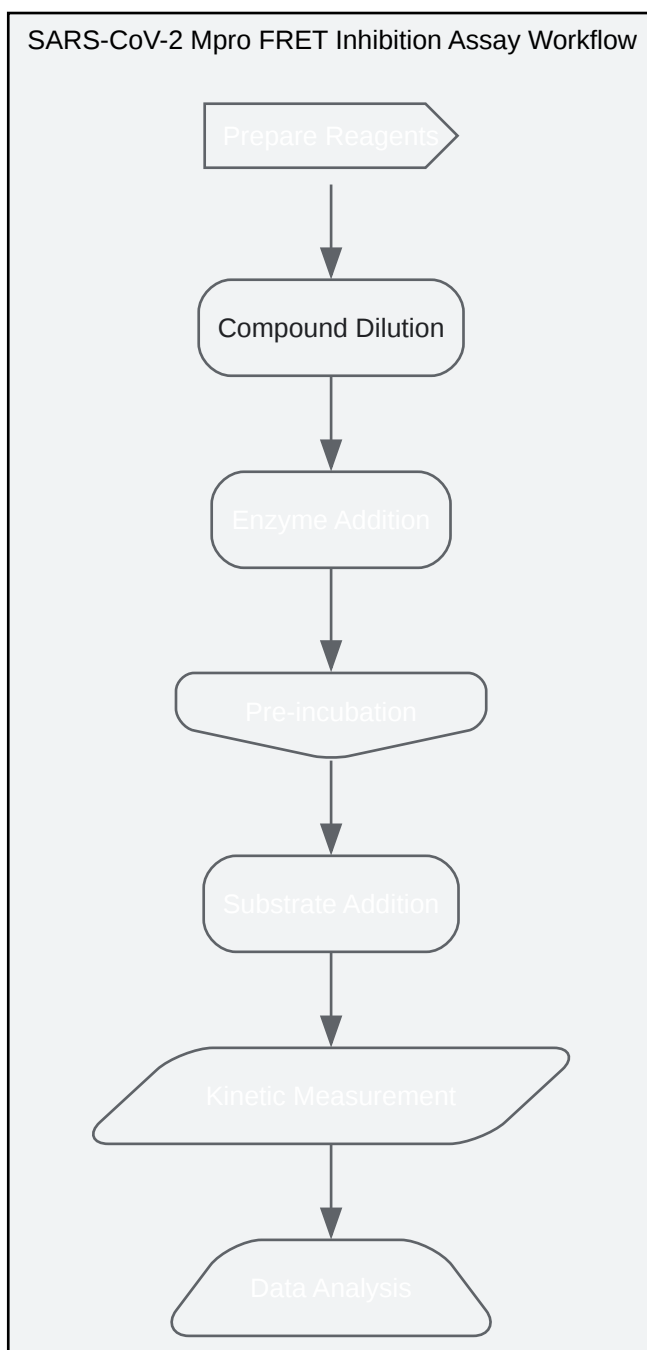 SARS-CoV-2 Mpro FRET Inhibition Assay Workflow
Prepare Reagents
Compound Dilution
Enzyme Addition
Pre-incubation
Substrate Addition
Kinetic Measurement
Data Analysis